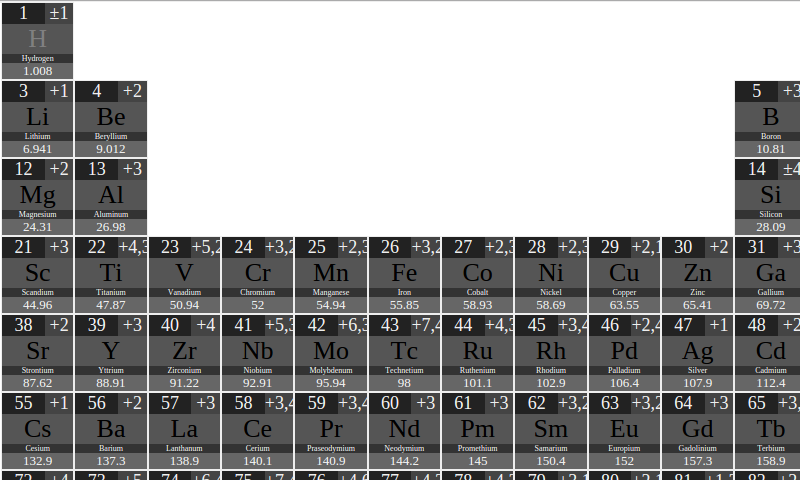 1 ±1
H
Hydrogen
1.008
3 +1 4 +2 5 +3
Li Be B
Lithium Beryllium Boron
6.941 9.012 10.81
12 +2 13 +3 14 ±4
Mg Al Si
Magnesium Aluminum Silicon
24.31 26.98 28.09
21 +3 22 +4,3 23 +5,2 24 +3,2 25 +2,3 26 +3,2 27 +2,3 28 +2,3 29 +2,1 30 +2 31 +3
Sc Ti V Cr Mn Fe Co Ni Cu Zn Ga
Scandium Titanium Vanadium Chromium Manganese Iron Cobalt Nickel Copper Zinc Gallium
44.96 47.87 50.94 52 54.94 55.85 58.93 58.69 63.55 65.41 69.72
38 +2 39 +3 40 +4 41 +5,3 42 +6,3 43 +7,4 44 +4,3 45 +3,4 46 +2,4 47 +1 48 +2
Sr Y Zr Nb Mo Tc Ru Rh Pd Ag Cd
Strontium Yttrium Zirconium Niobium Molybdenum Technetium Ruthenium Rhodium Palladium Silver Cadmium
87.62 88.91 91.22 92.91 95.94 98 101.1 102.9 106.4 107.9 112.4
55 +1 56 +2 57 +3 58 +3,4 59 +3,4 60 +3 61 +3 62 +3,2 63 +3,2 64 +3 65 +3,
Cs Ba La Ce Pr Nd Pm Sm Eu Gd Tb
Cesium Barium Lanthanum Cerium Praseodymium Neodymium Promethium Samarium Europium Gadolinium Terbium
132.9 137.3 138.9 140.1 140.9 144.2 145 150.4 152 157.3 158.9